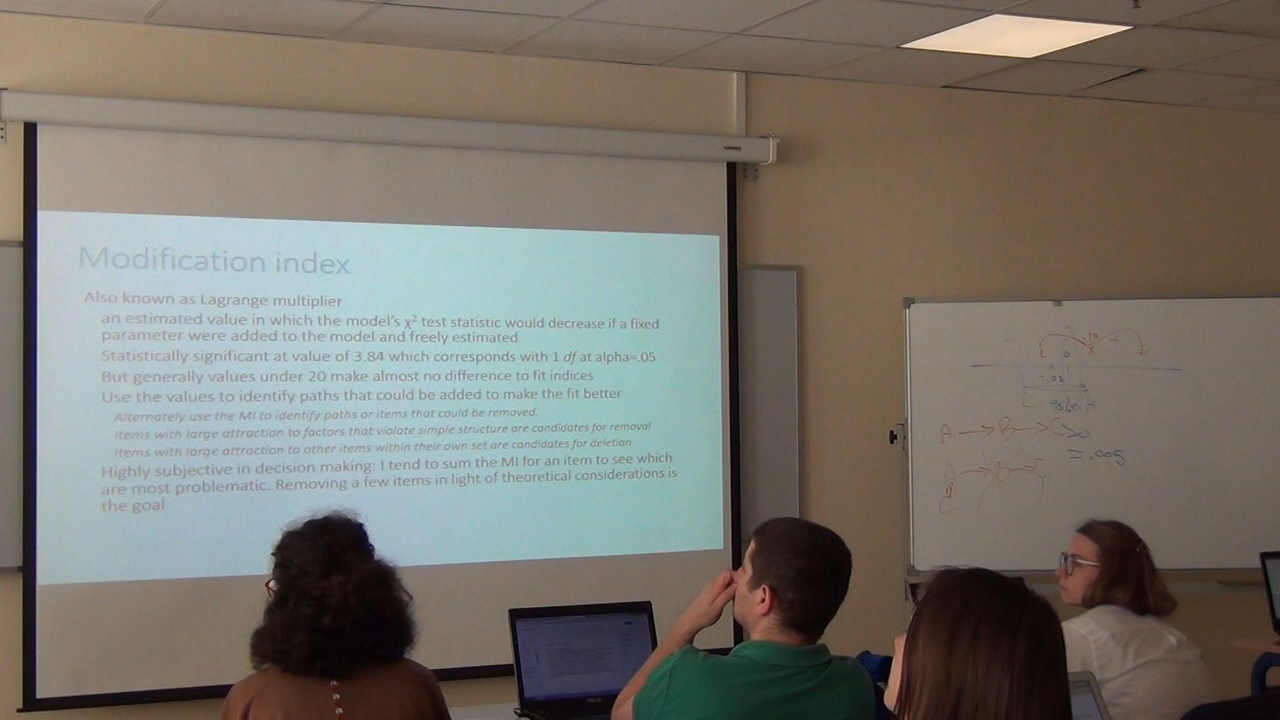 Modification index
Also known as Lagrange multiplier
an estimated value in which the model's χ² test statistic would decrease if a fixed
parameter were added to the model and freely estimated
Statistically significant at value of 3.84 which corresponds with 1 df at alpha=.05
But generally values under 20 make almost no difference to fit indices
Use the values to identify paths that could be added to make the fit better
Alternately use the MI to identify paths or items that could be removed.
Items with large attraction to factors that violate simple structure are candidates for removal
Items with large attraction to other items within their own set are candidates for deletion
Highly subjective in decision making: I tend to sum the MI for an item to see which
are most problematic. Removing a few items in light of theoretical considerations is
the goal
A → B → C > 0
= .005